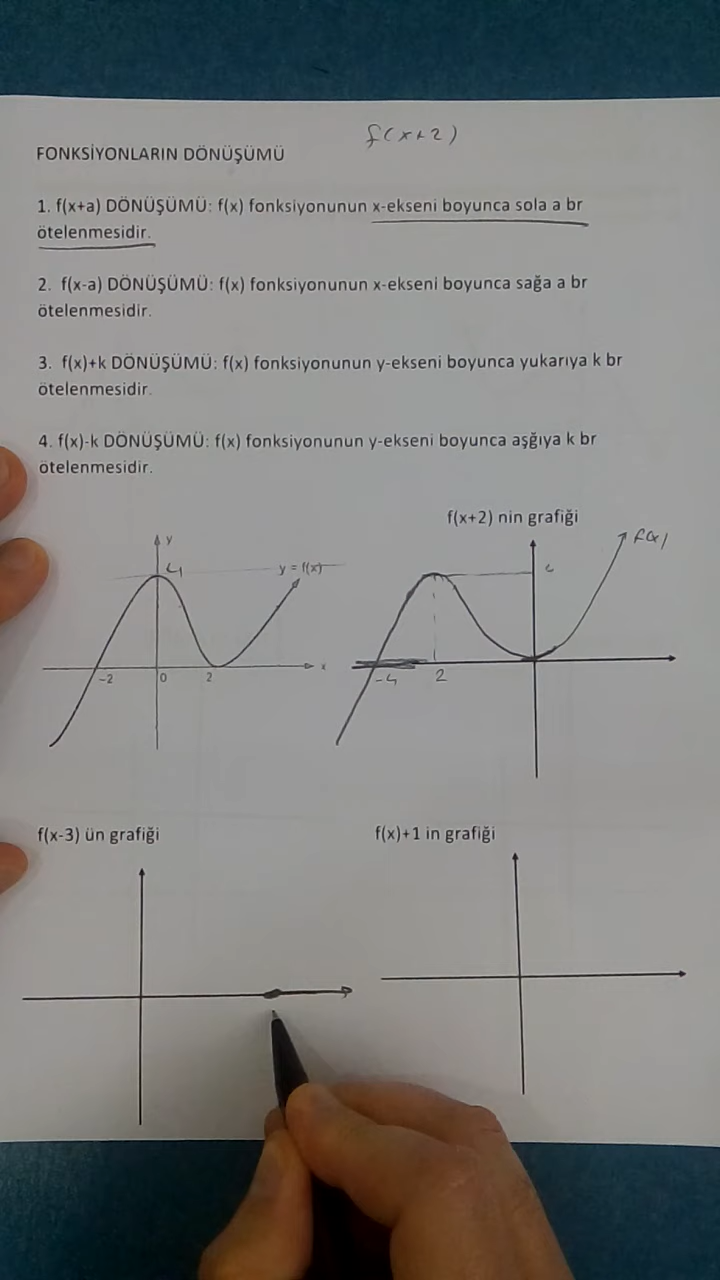 f(x+2)
FONKSİYONLARIN DÖNÜŞÜMÜ
1. f(x+a) DÖNÜŞÜMÜ: f(x) fonksiyonunun x-ekseni boyunca sola a br
ötelenmesidir.
2. f(x-a) DÖNÜŞÜMÜ: f(x) fonksiyonunun x-ekseni boyunca sağa a br
ötelenmesidir.
3. f(x)+k DÖNÜŞÜMÜ: f(x) fonksiyonunun y-ekseni boyunca yukarıya k br
ötelenmesidir.
4. f(x)-k DÖNÜŞÜMÜ: f(x) fonksiyonunun y-ekseni boyunca aşğıya k br
ötelenmesidir.
f(x+2) nin grafiği
y
y = f(x)
x
-2 0 2
f(x)
-4 2
f(x-3) ün grafiği
f(x)+1 in grafiği